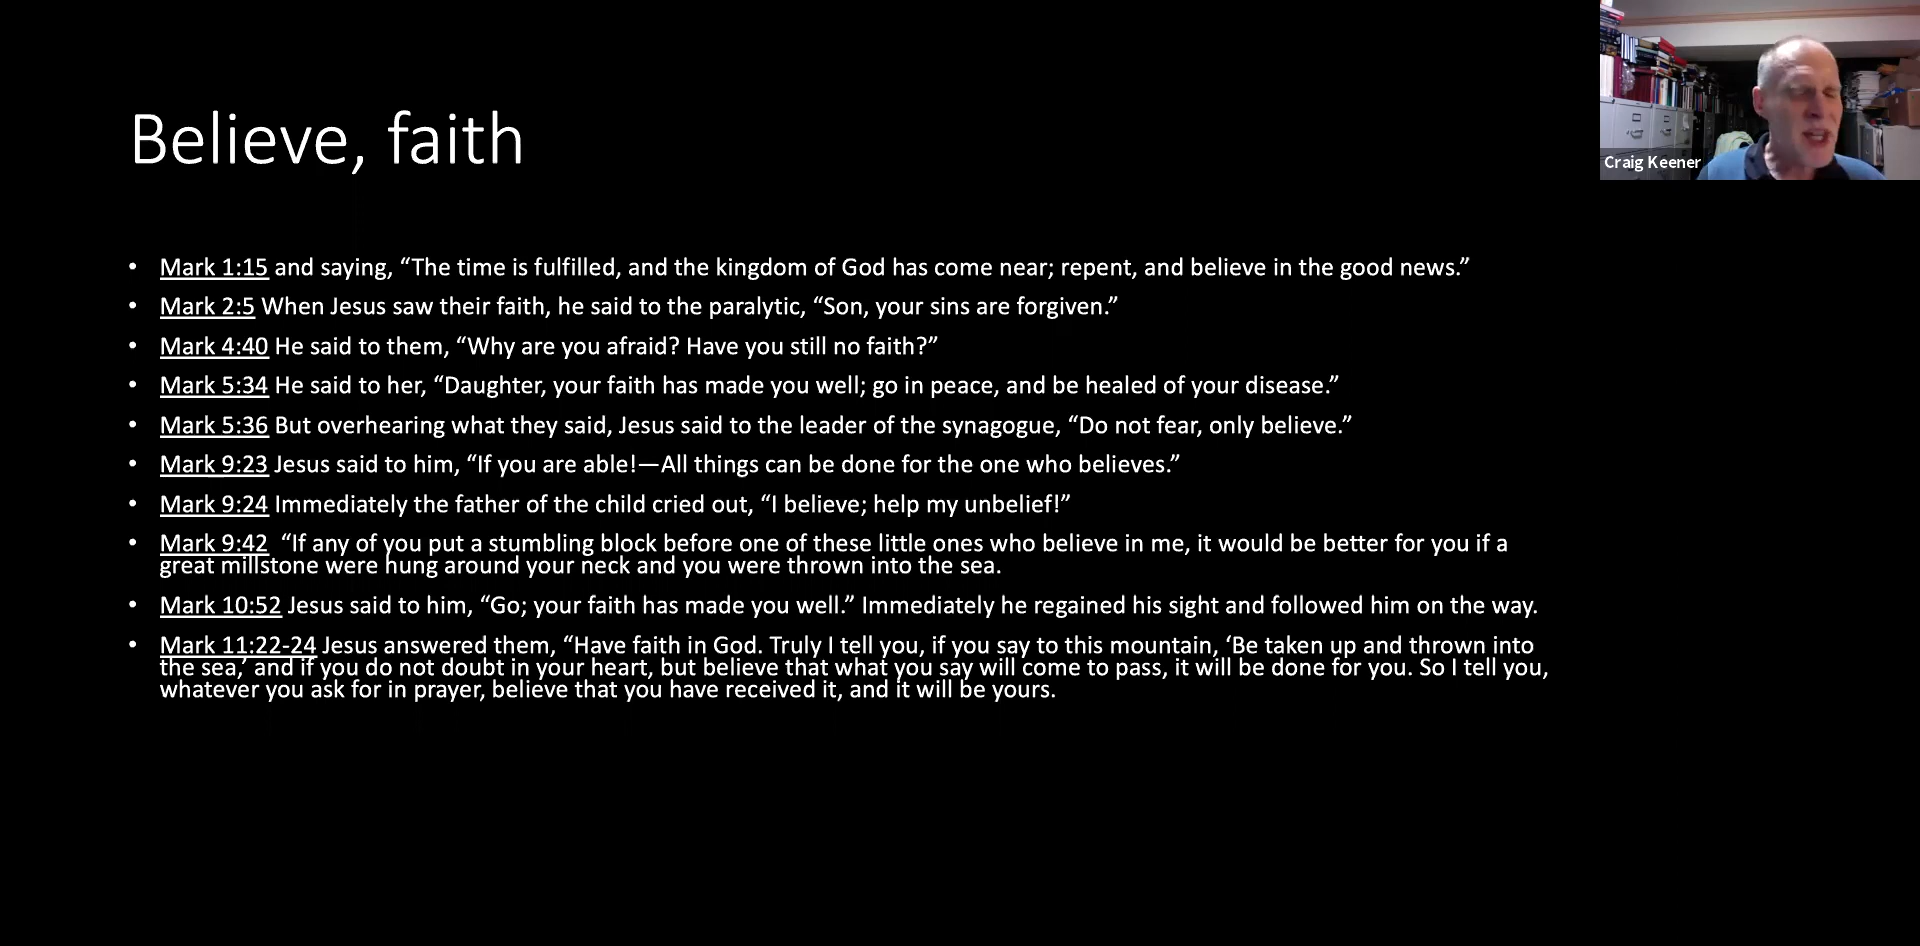 Believe, faith
Craig Keener
• Mark 1:15 and saying, “The time is fulfilled, and the kingdom of God has come near; repent, and believe in the good news.”
• Mark 2:5 When Jesus saw their faith, he said to the paralytic, “Son, your sins are forgiven.”
• Mark 4:40 He said to them, “Why are you afraid? Have you still no faith?”
• Mark 5:34 He said to her, “Daughter, your faith has made you well; go in peace, and be healed of your disease.”
• Mark 5:36 But overhearing what they said, Jesus said to the leader of the synagogue, “Do not fear, only believe.”
• Mark 9:23 Jesus said to him, “If you are able!—All things can be done for the one who believes.”
• Mark 9:24 Immediately the father of the child cried out, “I believe; help my unbelief!”
• Mark 9:42 “If any of you put a stumbling block before one of these little ones who believe in me, it would be better for you if a
great millstone were hung around your neck and you were thrown into the sea.
• Mark 10:52 Jesus said to him, “Go; your faith has made you well.” Immediately he regained his sight and followed him on the way.
• Mark 11:22-24 Jesus answered them, “Have faith in God. Truly I tell you, if you say to this mountain, ‘Be taken up and thrown into
the sea,’ and if you do not doubt in your heart, but believe that what you say will come to pass, it will be done for you. So I tell you,
whatever you ask for in prayer, believe that you have received it, and it will be yours.